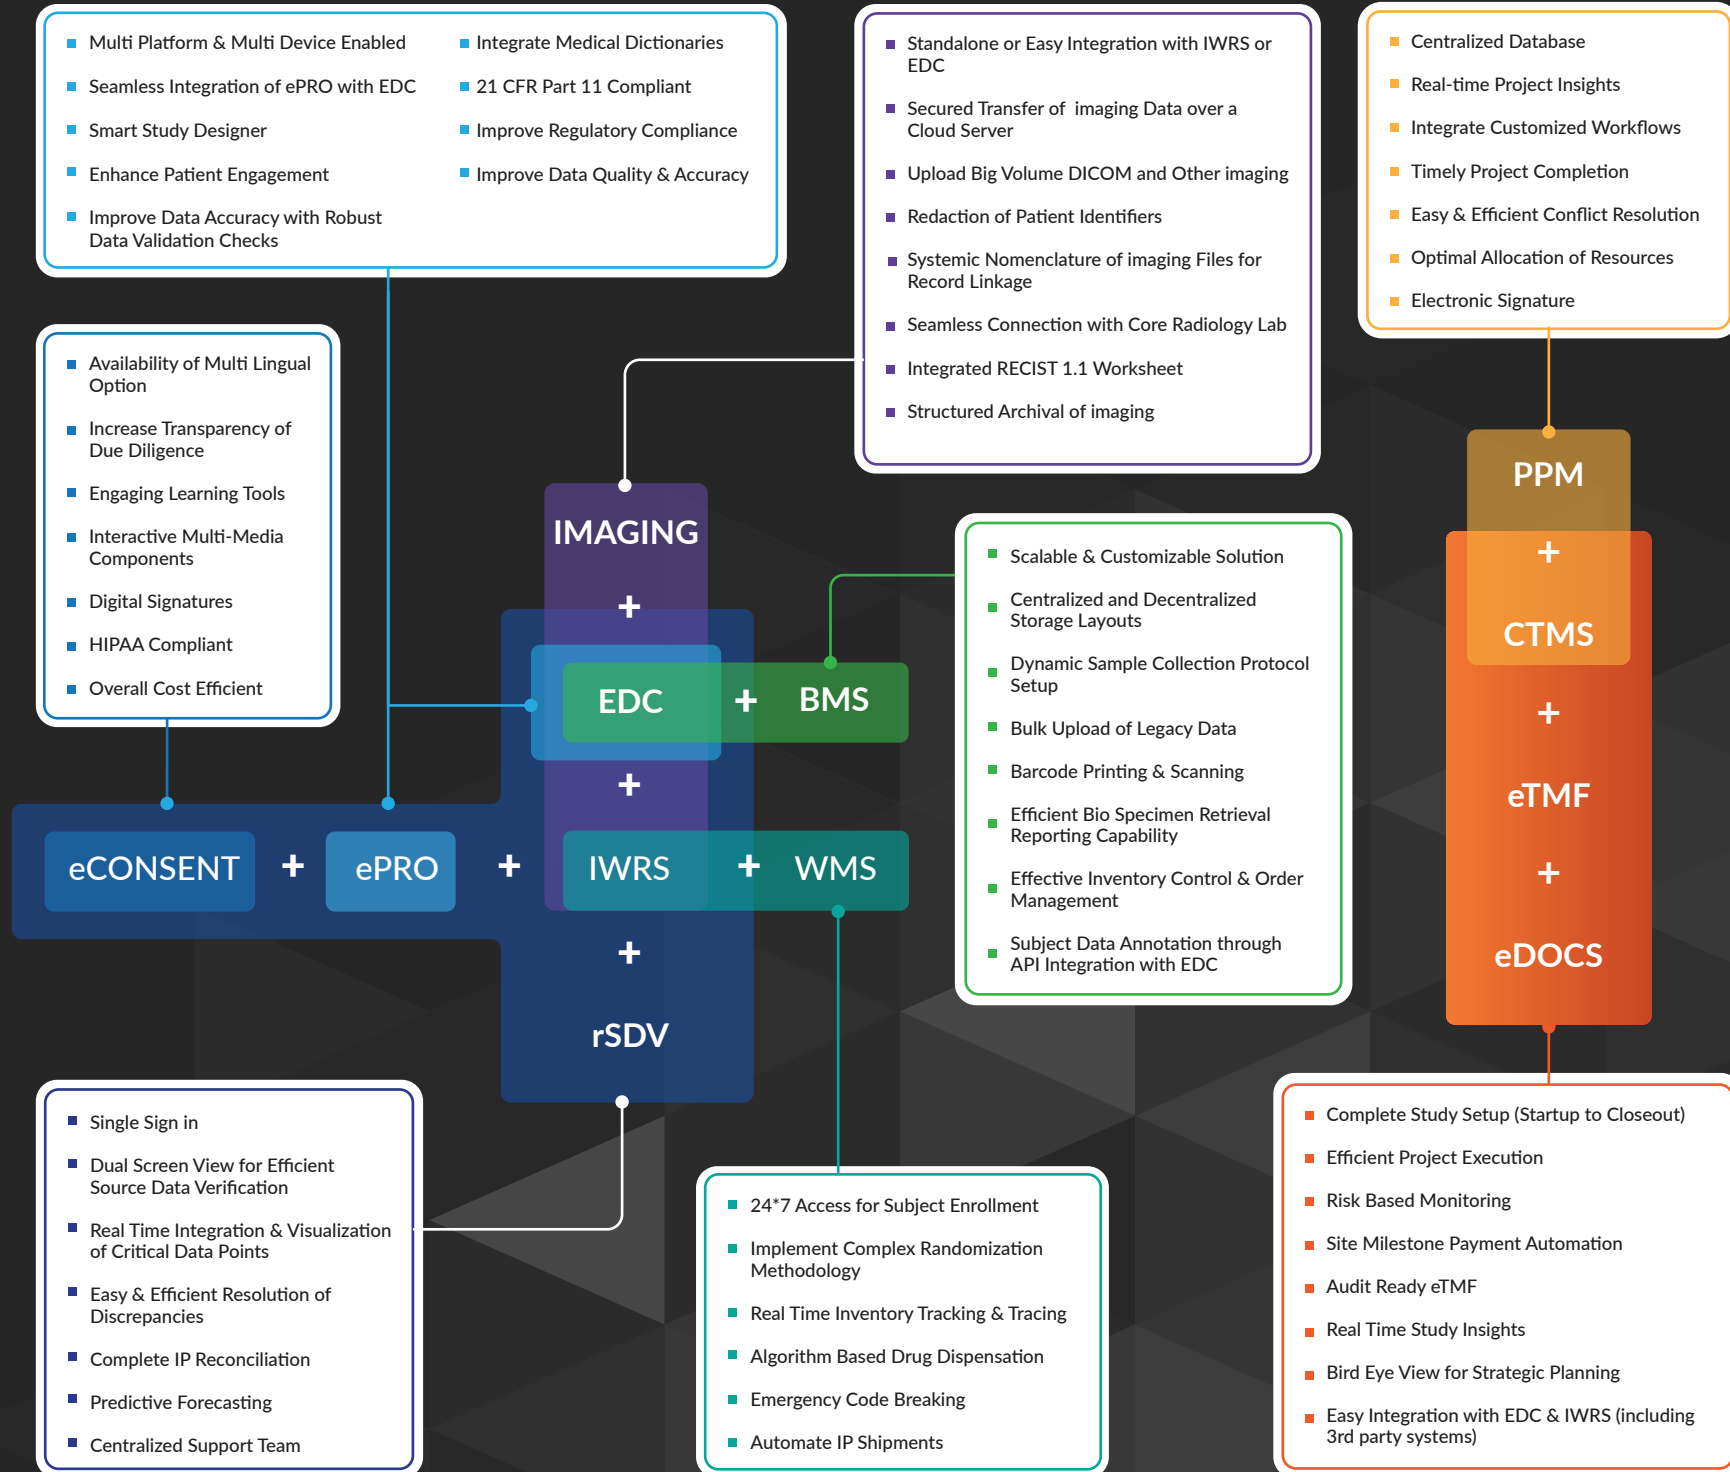 Multi Platform & Multi Device Enabled
Seamless Integration of ePRO with EDC
Smart Study Designer
Enhance Patient Engagement
Improve Data Accuracy with Robust
Data Validation Checks
Integrate Medical Dictionaries
21 CFR Part 11 Compliant
Improve Regulatory Compliance
Improve Data Quality & Accuracy
Standalone or Easy Integration with IWRS or
EDC
Secured Transfer of imaging Data over a
Cloud Server
Upload Big Volume DICOM and Other imaging
Redaction of Patient Identifiers
Systemic Nomenclature of imaging Files for
Record Linkage
Seamless Connection with Core Radiology Lab
Integrated RECIST 1.1 Worksheet
Structured Archival of imaging
Centralized Database
Real-time Project Insights
Integrate Customized Workflows
Timely Project Completion
Easy & Efficient Conflict Resolution
Optimal Allocation of Resources
Electronic Signature
Availability of Multi Lingual
Option
Increase Transparency of
Due Diligence
Engaging Learning Tools
Interactive Multi-Media
Components
Digital Signatures
HIPAA Compliant
Overall Cost Efficient
IMAGING
+
EDC + BMS
+
eCONSENT + ePRO + IWRS + WMS
+
rSDV
Scalable & Customizable Solution
Centralized and Decentralized
Storage Layouts
Dynamic Sample Collection Protocol
Setup
Bulk Upload of Legacy Data
Barcode Printing & Scanning
Efficient Bio Specimen Retrieval
Reporting Capability
Effective Inventory Control & Order
Management
Subject Data Annotation through
API Integration with EDC
PPM
+
CTMS
+
eTMF
+
eDOCS
Single Sign in
Dual Screen View for Efficient
Source Data Verification
Real Time Integration & Visualization
of Critical Data Points
Easy & Efficient Resolution of
Discrepancies
Complete IP Reconciliation
Predictive Forecasting
Centralized Support Team
24*7 Access for Subject Enrollment
Implement Complex Randomization
Methodology
Real Time Inventory Tracking & Tracing
Algorithm Based Drug Dispensation
Emergency Code Breaking
Automate IP Shipments
Complete Study Setup (Startup to Closeout)
Efficient Project Execution
Risk Based Monitoring
Site Milestone Payment Automation
Audit Ready eTMF
Real Time Study Insights
Bird Eye View for Strategic Planning
Easy Integration with EDC & IWRS (including
3rd party systems)